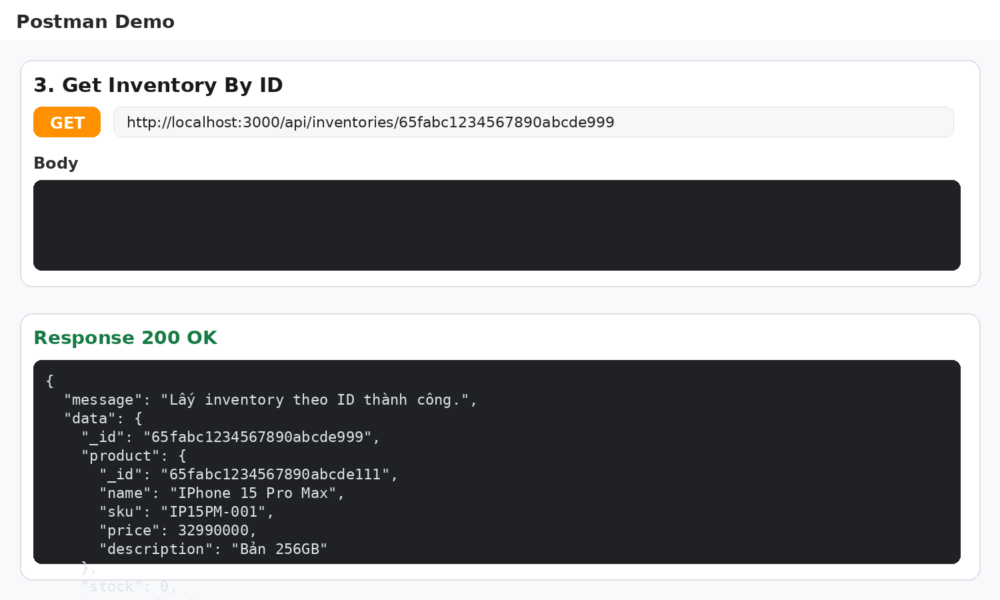 Postman Demo
3. Get Inventory By ID
GET http://localhost:3000/api/inventories/65fabc1234567890abcde999
Body
Response 200 OK
{
"message": "Lấy inventory theo ID thành công.",
"data": {
"_id": "65fabc1234567890abcde999",
"product": {
"_id": "65fabc1234567890abcde111",
"name": "IPhone 15 Pro Max",
"sku": "IP15PM-001",
"price": 32990000,
"description": "Bản 256GB"
},
"stock": 0,